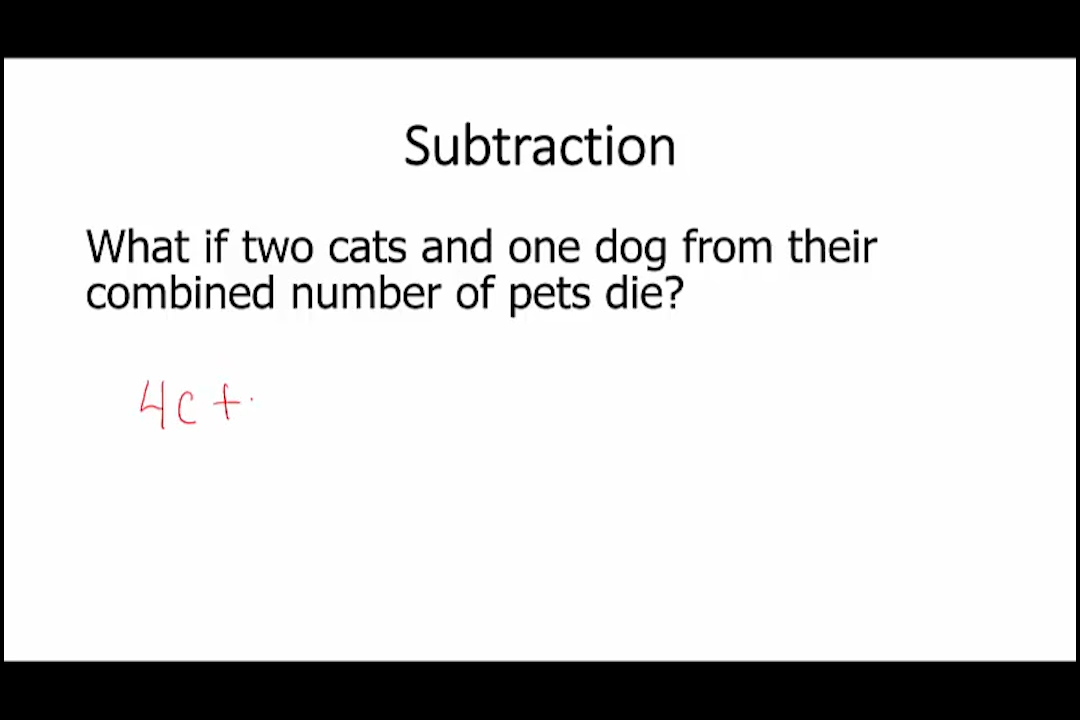 Subtraction
What if two cats and one dog from their
combined number of pets die?
4c +